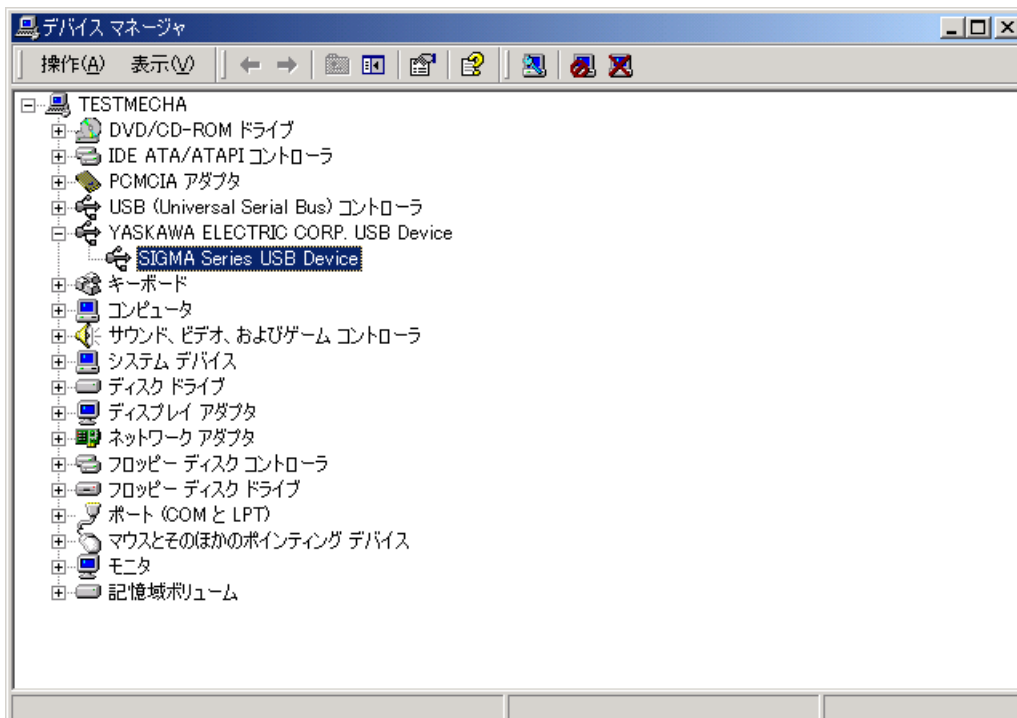 デバイス マネージャ
操作(A) 表示(V)
TESTMECHA
DVD/CD-ROM ドライブ
IDE ATA/ATAPI コントローラ
PCMCIA アダプタ
USB (Universal Serial Bus) コントローラ
YASKAWA ELECTRIC CORP. USB Device
SIGMA Series USB Device
キーボード
コンピュータ
サウンド、ビデオ、およびゲーム コントローラ
システム デバイス
ディスク ドライブ
ディスプレイ アダプタ
ネットワーク アダプタ
フロッピー ディスク コントローラ
フロッピー ディスク ドライブ
ポート (COM と LPT)
マウスとそのほかのポインティング デバイス
モニタ
記憶域ボリューム